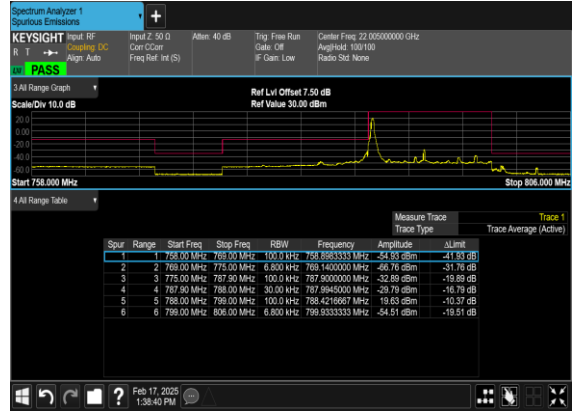 Spectrum Analyzer 1
Spurious Emissions
+
KEYSIGHT Input: RF Input Z: 50 Ω Atten: 40 dB Trig: Free Run Center Freq: 22.005000000 GHz
R T Coupling: DC Corr CCorr Gate: Off Avg|Hold: 100/100
Align: Auto Freq Ref: Int (S) IF Gain: Low Radio Std: None
LW PASS
3 All Range Graph
Ref Lvl Offset 7.50 dB
Scale/Div 10.0 dB Ref Value 30.00 dBm
20.0
0.00
-20.0
-40.0
-60.0
Start 758.000 MHz Stop 806.000 MHz
4 All Range Table
Measure Trace Trace 1
Trace Type Trace Average (Active)
Spur Range Start Freq Stop Freq RBW Frequency Amplitude ΔLimit
1 1 758.00 MHz 769.00 MHz 100.0 kHz 758.8983333 MHz -54.93 dBm -41.93 dB
2 2 769.00 MHz 775.00 MHz 6.800 kHz 769.1400000 MHz -66.76 dBm -31.76 dB
3 3 775.00 MHz 787.90 MHz 100.0 kHz 787.9000000 MHz -32.89 dBm -19.89 dB
4 4 787.90 MHz 788.00 MHz 30.00 kHz 787.9945000 MHz -29.79 dBm -16.79 dB
5 5 788.00 MHz 799.00 MHz 100.0 kHz 788.4216667 MHz 19.63 dBm -10.37 dB
6 6 799.00 MHz 806.00 MHz 6.800 kHz 799.9333333 MHz -54.51 dBm -19.51 dB
? Feb 17, 2025
1:38:40 PM